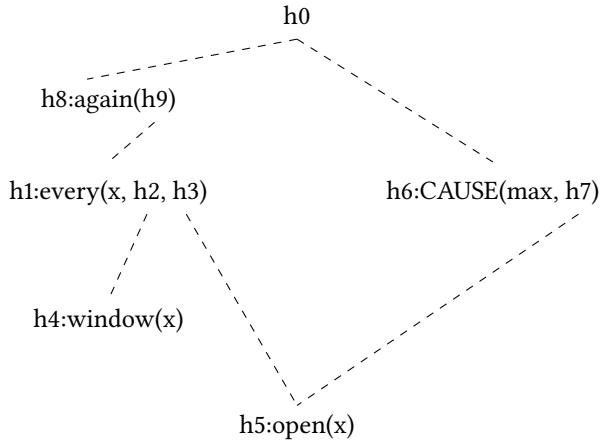 h0
h8:again(h9)
h1:every(x, h2, h3)
h6:CAUSE(max, h7)
h4:window(x)
h5:open(x)